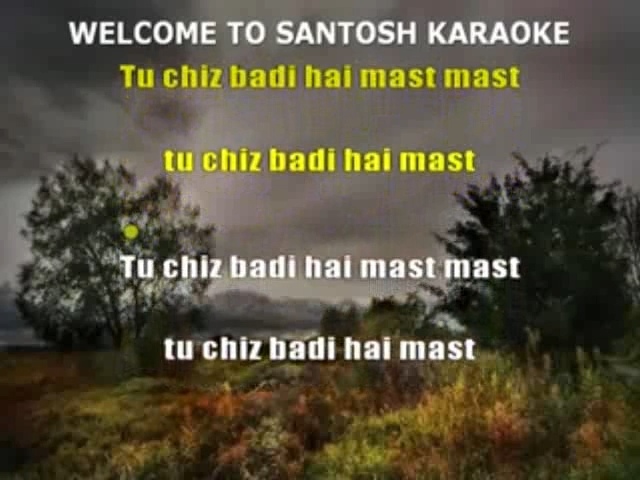 WELCOME TO SANTOSH KARAOKE
Tu chiz badi hai mast mast
tu chiz badi hai mast
Tu chiz badi hai mast mast
tu chiz badi hai mast